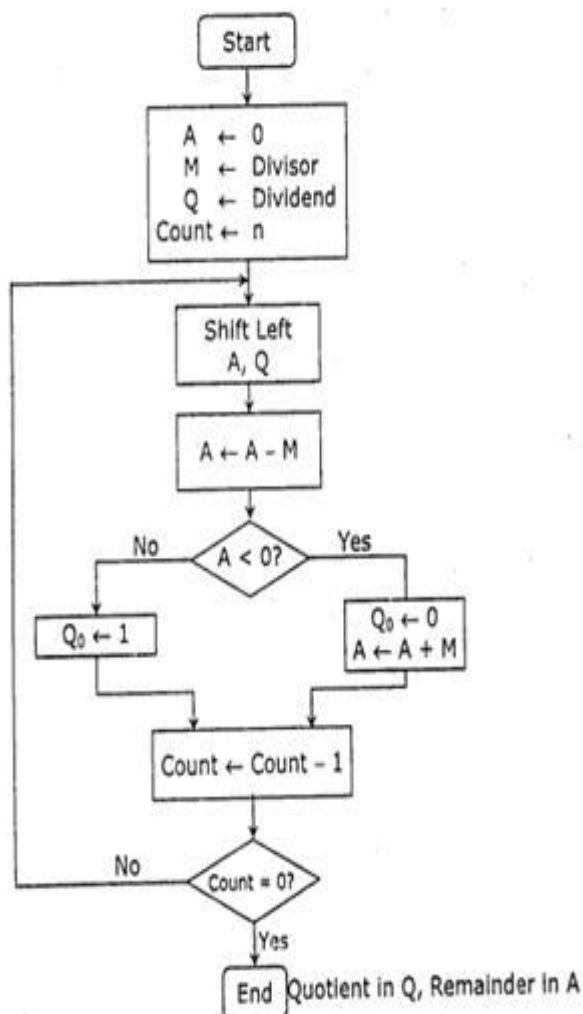 Start
A ← 0
M ← Divisor
Q ← Dividend
Count ← n
Shift Left
A, Q
A ← A – M
No
A < 0?
Yes
Q₀ ← 1
Q₀ ← 0
A ← A + M
Count ← Count – 1
No
Count = 0?
Yes
End
Quotient in Q, Remainder in A